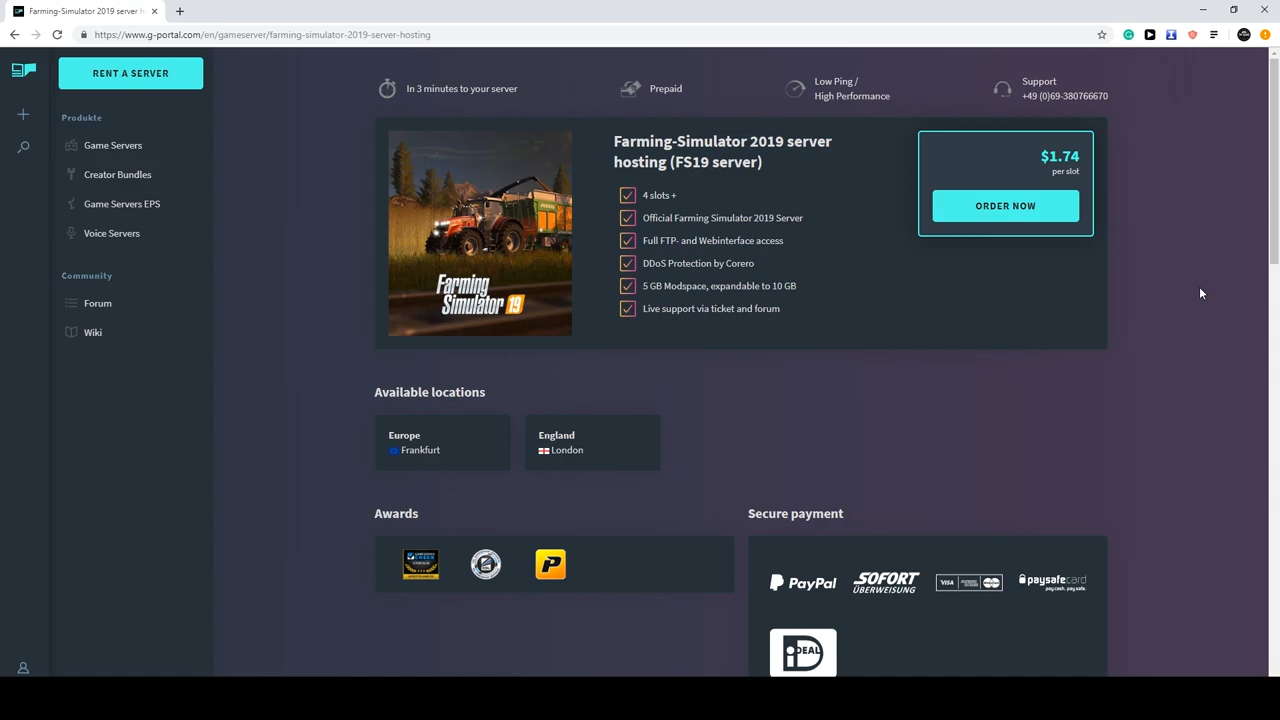 Farming-Simulator 2019 server h
https://www.g-portal.com/en/gameserver/farming-simulator-2019-server-hosting
RENT A SERVER
Produkte
Game Servers
Creator Bundles
Game Servers EPS
Voice Servers
Community
Forum
Wiki
In 3 minutes to your server
Prepaid
Low Ping /
High Performance
Support
+49 (0)69-380766670
Farming Simulator 19
Farming-Simulator 2019 server
hosting (FS19 server)
4 slots +
Official Farming Simulator 2019 Server
Full FTP- and Webinterface access
DDoS Protection by Corero
5 GB Modspace, expandable to 10 GB
Live support via ticket and forum
$1.74
per slot
ORDER NOW
Available locations
Europe
Frankfurt
England
London
Awards
P
Secure payment
PayPal
SOFORT
ÜBERWEISUNG
VISA
paysafecard
pay cash. pay safe.
iDEAL